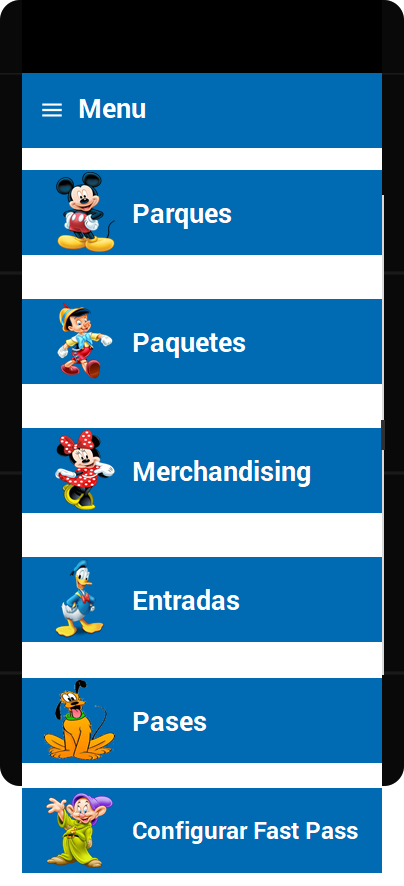 Menu
Parques
Paquetes
Merchandising
Entradas
Pases
Configurar Fast Pass